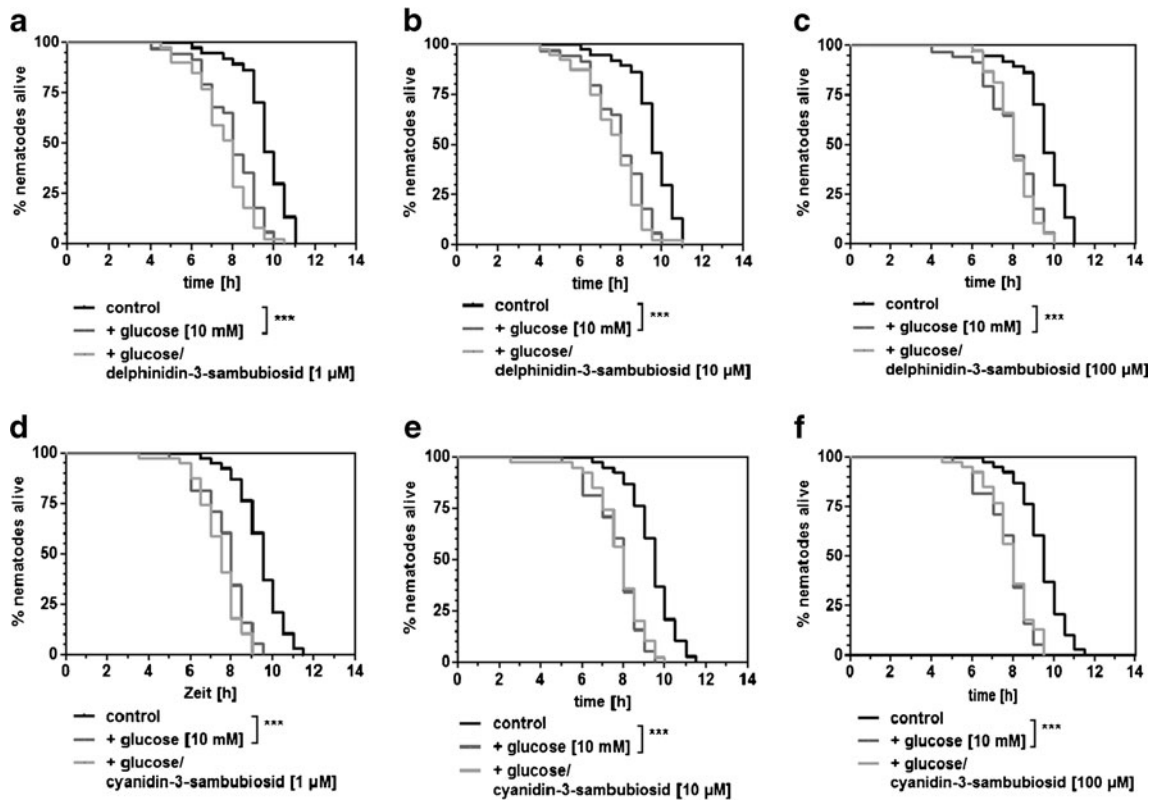 a
% nematodes alive
100
75
50
25
0
0 2 4 6 8 10 12 14
time [h]
control
+ glucose [10 mM]
***
+ glucose/
delphinidin-3-sambubiosid [1 µM]
b
% nematodes alive
100
75
50
25
0
0 2 4 6 8 10 12 14
time [h]
control
+ glucose [10 mM]
***
+ glucose/
delphinidin-3-sambubiosid [10 µM]
c
% nematodes alive
100
75
50
25
0
0 2 4 6 8 10 12 14
time [h]
control
+ glucose [10 mM]
***
+ glucose/
delphinidin-3-sambubiosid [100 µM]
d
% nematodes alive
100
75
50
25
0
0 2 4 6 8 10 12 14
Zeit [h]
control
+ glucose [10 mM]
***
+ glucose/
cyanidin-3-sambubiosid [1 µM]
e
% nematodes alive
100
75
50
25
0
0 2 4 6 8 10 12 14
time [h]
control
+ glucose [10 mM]
***
+ glucose/
cyanidin-3-sambubiosid [10 µM]
f
% nematodes alive
100
75
50
25
0
0 2 4 6 8 10 12 14
time [h]
control
+ glucose [10 mM]
***
+ glucose/
cyanidin-3-sambubiosid [100 µM]